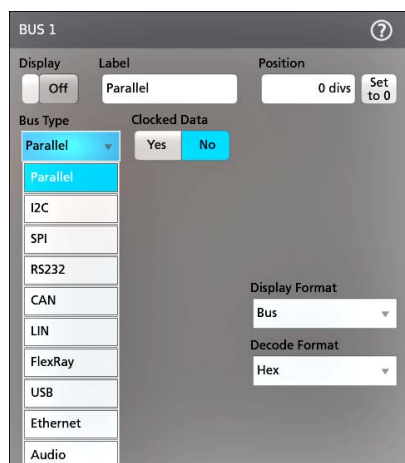 BUS 1
Display Label Position
Off Parallel 0 divs Set to 0
Bus Type Clocked Data
Parallel Yes No
Parallel
I2C
SPI
RS232
CAN
Display Format
Bus
LIN
Decode Format
FlexRay
Hex
USB
Ethernet
Audio